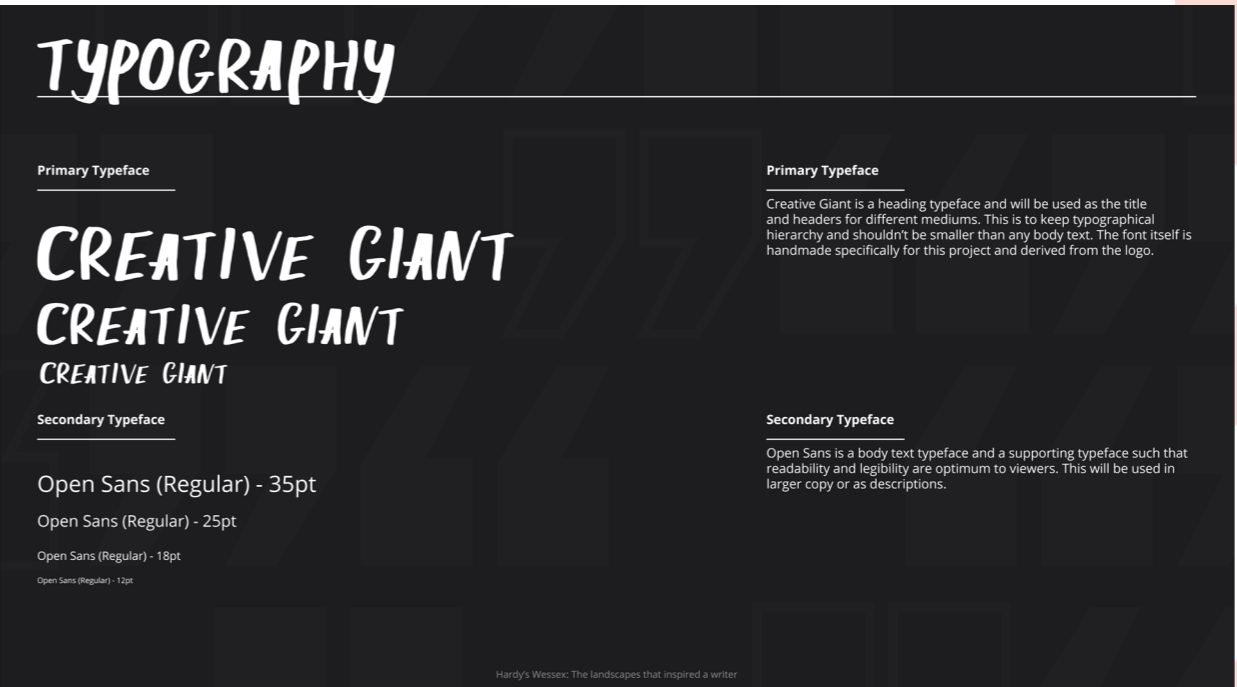 TYPOGRAPHY
Primary Typeface
CREATIVE GIANT
CREATIVE GIANT
CREATIVE GIANT
Secondary Typeface
Open Sans (Regular) - 35pt
Open Sans (Regular) - 25pt
Open Sans (Regular) - 18pt
Open Sans (Regular) - 12pt
Primary Typeface
Creative Giant is a heading typeface and will be used as the title
and headers for different mediums. This is to keep typographical
hierarchy and shouldn’t be smaller than any body text. The font itself is
handmade specifically for this project and derived from the logo.
Secondary Typeface
Open Sans is a body text typeface and a supporting typeface such that
readability and legibility are optimum to viewers. This will be used in
larger copy or as descriptions.
Hardy’s Wessex: The landscapes that inspired a writer